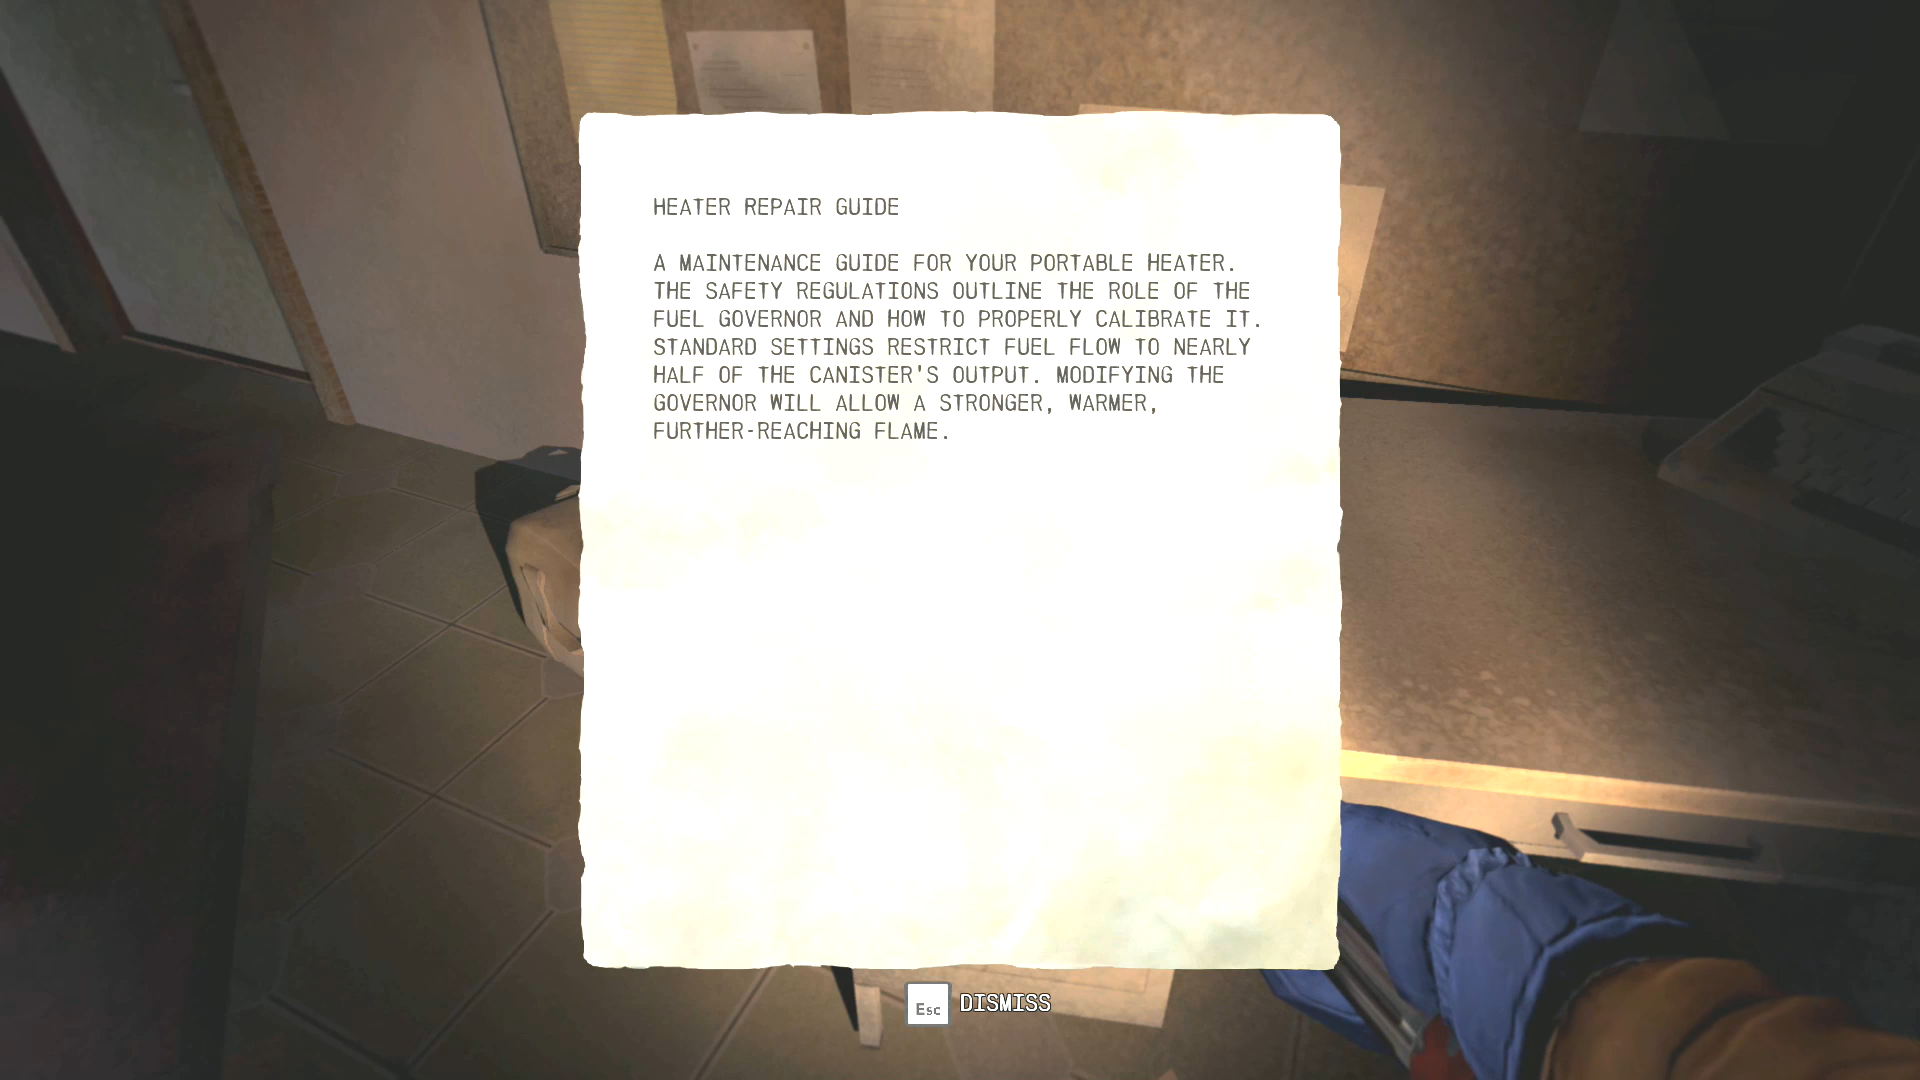 HEATER REPAIR GUIDE
A MAINTENANCE GUIDE FOR YOUR PORTABLE HEATER.
THE SAFETY REGULATIONS OUTLINE THE ROLE OF THE
FUEL GOVERNOR AND HOW TO PROPERLY CALIBRATE IT.
STANDARD SETTINGS RESTRICT FUEL FLOW TO NEARLY
HALF OF THE CANISTER'S OUTPUT. MODIFYING THE
GOVERNOR WILL ALLOW A STRONGER, WARMER,
FURTHER-REACHING FLAME.
Esc DISMISS